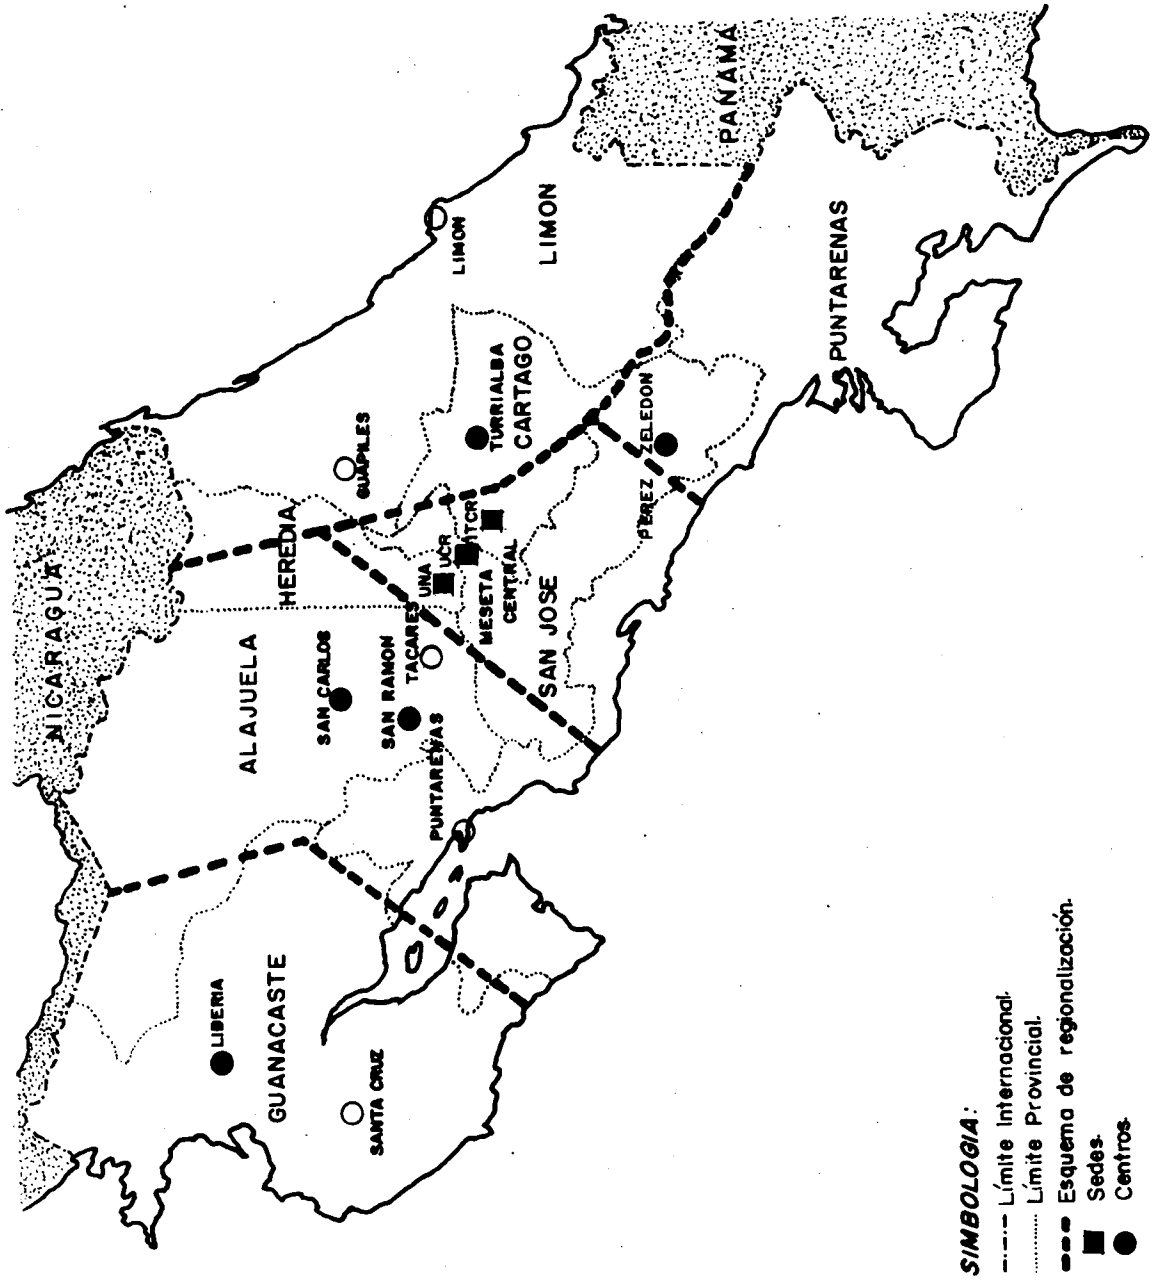 NICARAGUA
PANAMA
GUANACASTE
LIBERIA
SANTA CRUZ
ALAJUELA
SAN CARLOS
SAN RAMON
TACARES
PUNTARENAS
HEREDIA
GUAPILES
UNA
UCR
ITCR
MESETA
CENTRAL
SAN JOSE
TURRIALBA
CARTAGO
LIMON
LIMON
PEREZ ZELEDON
PUNTARENAS
SIMBOLOGIA:
Límite Internacional.
Límite Provincial.
Esquema de regionalización.
Sedes.
Centros.